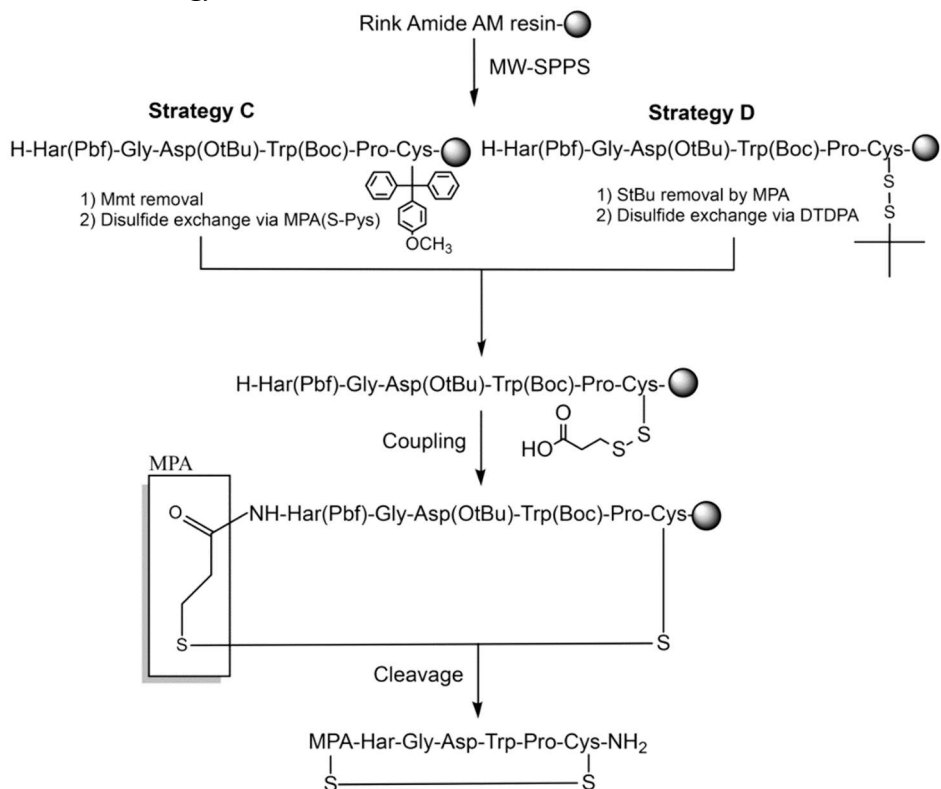 Rink Amide AM resin-
MW-SPPS
Strategy C
H-Har(Pbf)-Gly-Asp(OtBu)-Trp(Boc)-Pro-Cys-
1) Mmt removal
2) Disulfide exchange via MPA(S-Pys)
OCH3
Strategy D
H-Har(Pbf)-Gly-Asp(OtBu)-Trp(Boc)-Pro-Cys-
1) StBu removal by MPA
2) Disulfide exchange via DTDPA
S
S
H-Har(Pbf)-Gly-Asp(OtBu)-Trp(Boc)-Pro-Cys-
Coupling
O
HO
S
S
MPA
O
NH-Har(Pbf)-Gly-Asp(OtBu)-Trp(Boc)-Pro-Cys-
S
S
Cleavage
MPA-Har-Gly-Asp-Trp-Pro-Cys-NH2
S
S